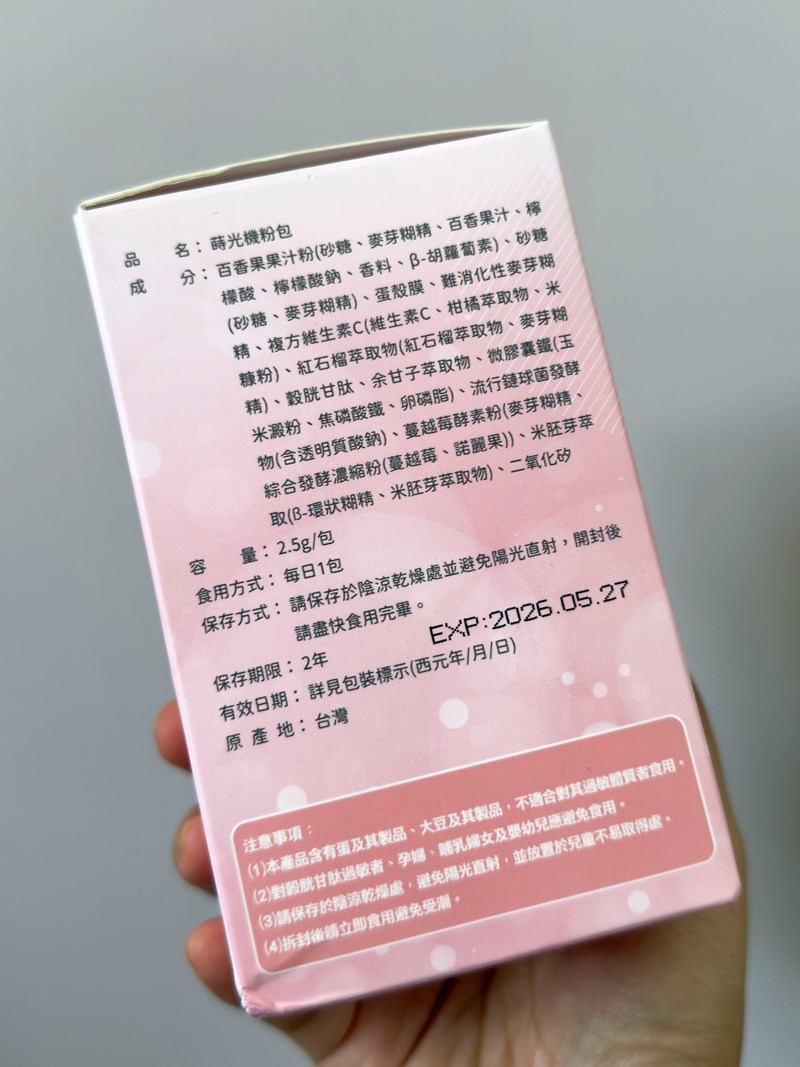 品名：蒔光機粉包
成分：百香果果汁粉(砂糖、麥芽糊精、百香果汁、檸
檬酸、檸檬酸鈉、香料、β-胡蘿蔔素)、砂糖
(砂糖、麥芽糊精)、蛋殼膜、難消化性麥芽糊
精、複方維生素C(維生素C、柑橘萃取物、米
糠粉)、紅石榴萃取物(紅石榴萃取物、麥芽糊
精)、穀胱甘肽、余甘子萃取物、微膠囊鐵(玉
米澱粉、焦磷酸鐵、卵磷脂)、流行鏈球菌發酵
物(含透明質酸鈉)、蔓越莓酵素粉(麥芽糊精、
綜合發酵濃縮粉(蔓越莓、諾麗果))、米胚芽萃
取(ß-環狀糊精、米胚芽萃取物)、二氧化矽
容量：2.5g/包
食用方式：每日1包
保存方式：請保存於陰涼乾燥處並避免陽光直射，開封後
請盡快食用完畢。
EXP:2026.05.27
保存期限：2年
有效日期：詳見包裝標示(西元年/月/日)
原產地：台灣
注意事項：
(1)本產品含有蛋及其製品、大豆及其製品，不適合對其過敏體質者食用。
(2)對穀胱甘肽過敏者、孕婦、哺乳婦女及嬰幼兒應避免食用。
(3)請保存於陰涼乾燥處，避免陽光直射，並放置於兒童不易取得處。
(4)拆封後請立即食用避免受潮。